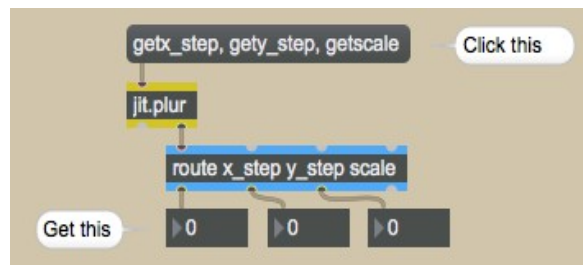 getx_step, gety_step, getscale
Click this
jit.plur
route x_step y_step scale
Get this
0
0
0